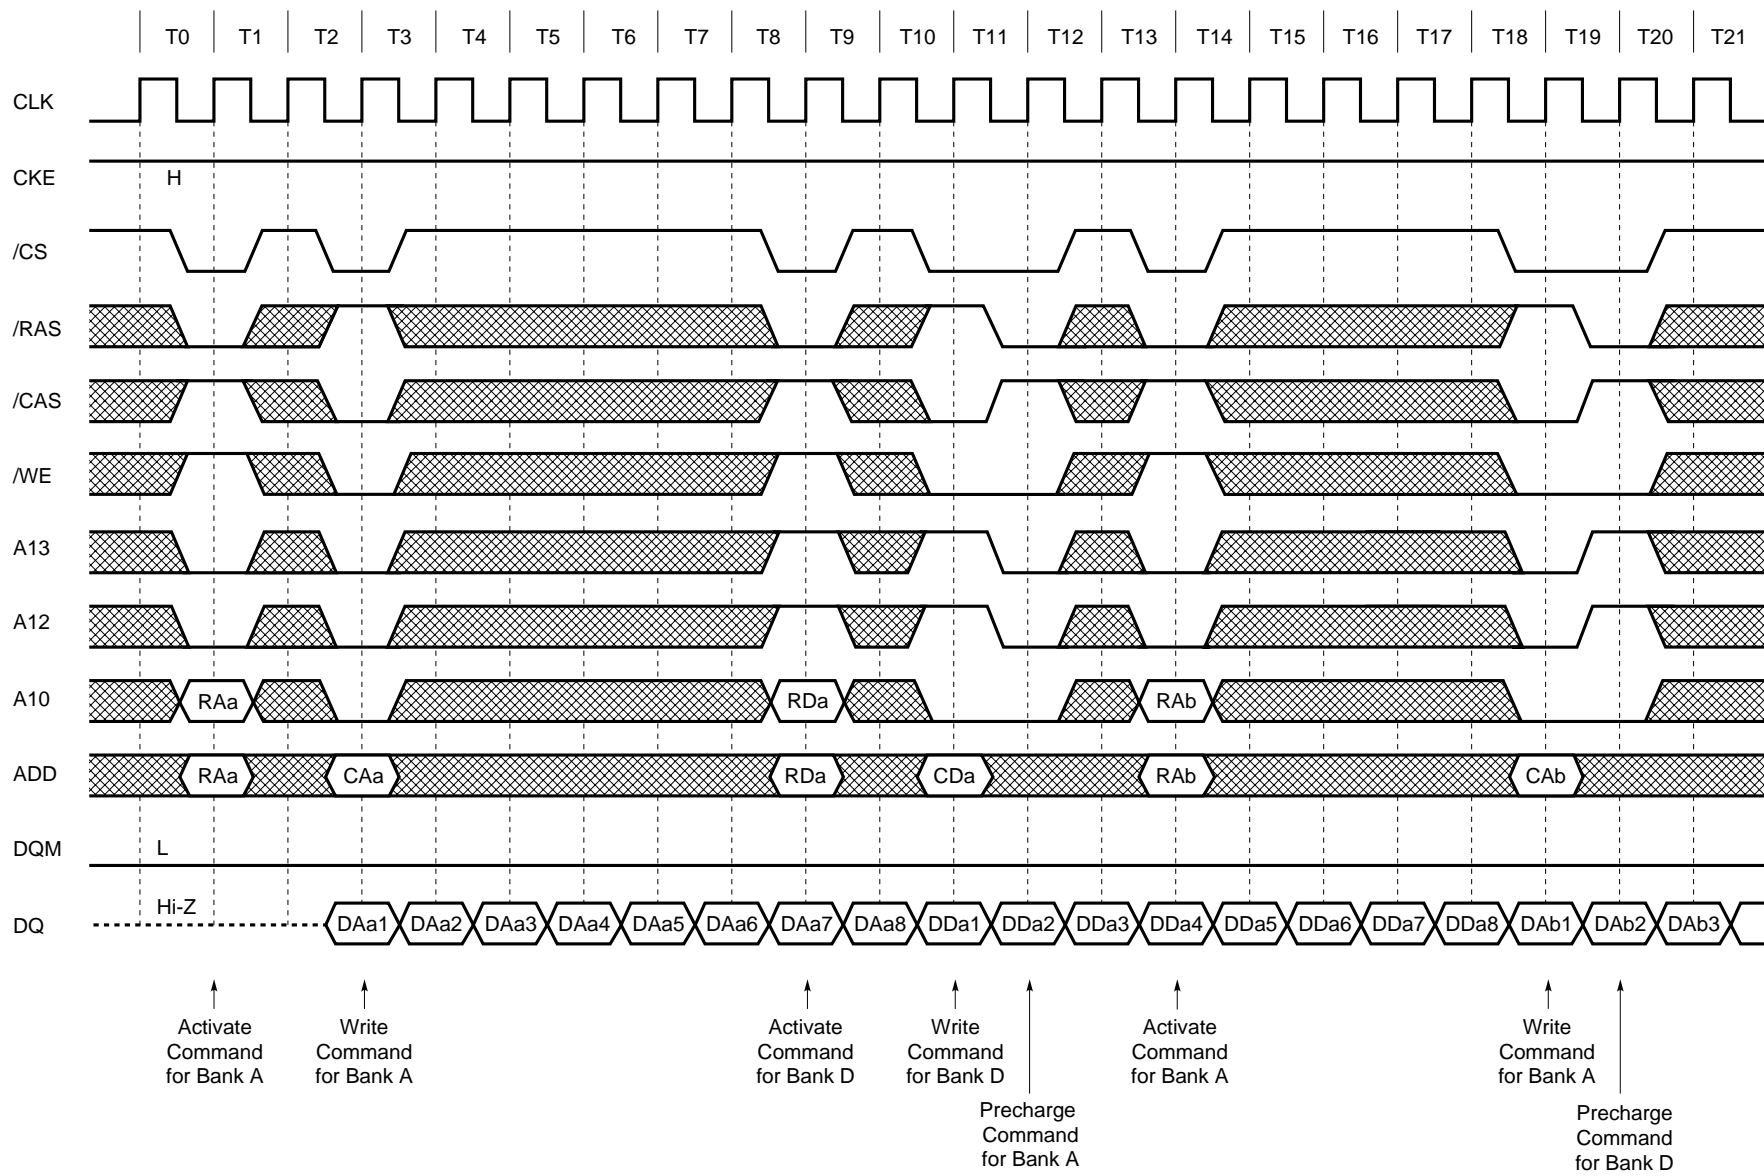 T0 T1 T2 T3 T4 T5 T6 T7 T8 T9 T10 T11 T12 T13 T14 T15 T16 T17 T18 T19 T20 T21
CLK
CKE H
/CS
/RAS
/CAS
/WE
A13
A12
A10 RAa RDa RAb
ADD RAa CAa RDa CDa RAb CAb
DQM L
DQ Hi-Z DAa1 DAa2 DAa3 DAa4 DAa5 DAa6 DAa7 DAa8 DDa1 DDa2 DDa3 DDa4 DDa5 DDa6 DDa7 DDa8 DAb1 DAb2 DAb3
Activate
Command
for Bank A
Write
Command
for Bank A
Activate
Command
for Bank D
Write
Command
for Bank D
Precharge
Command
for Bank A
Activate
Command
for Bank A
Write
Command
for Bank A
Precharge
Command
for Bank D